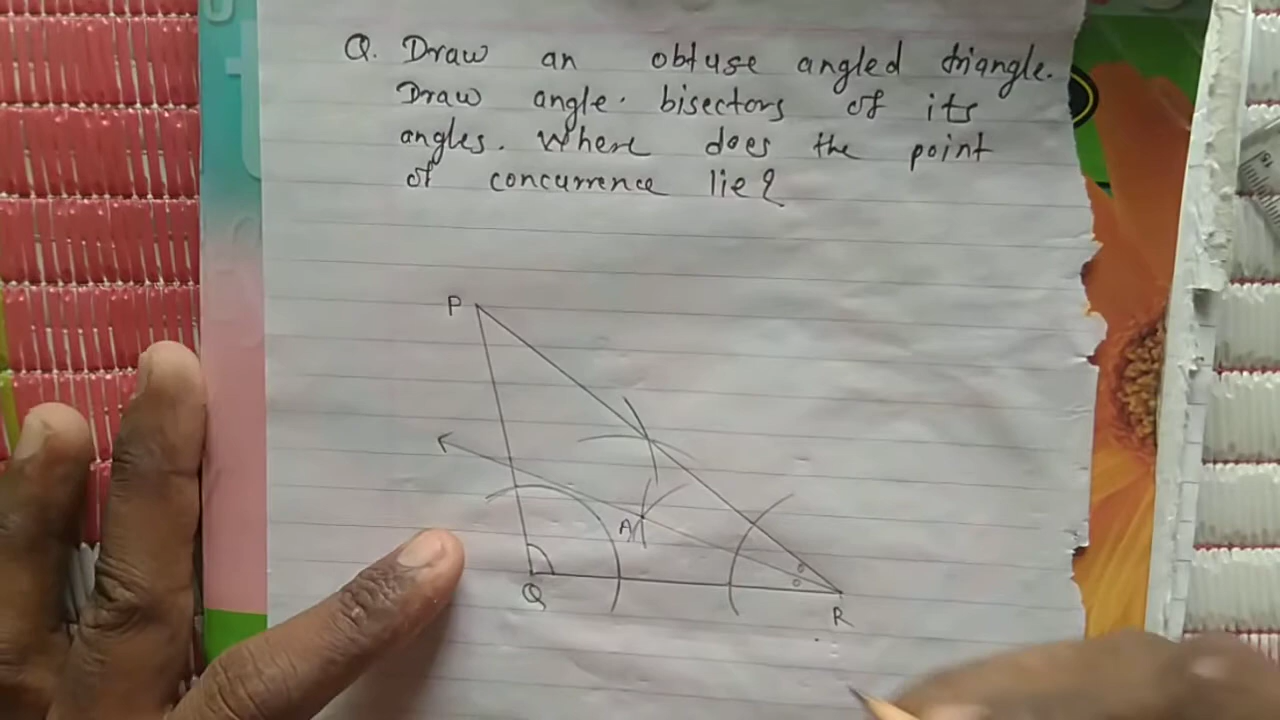 Q. Draw an obtuse angled triangle.
Draw angle bisectors of its
angles. Where does the point
of concurrence lie?
P
A
Q
R